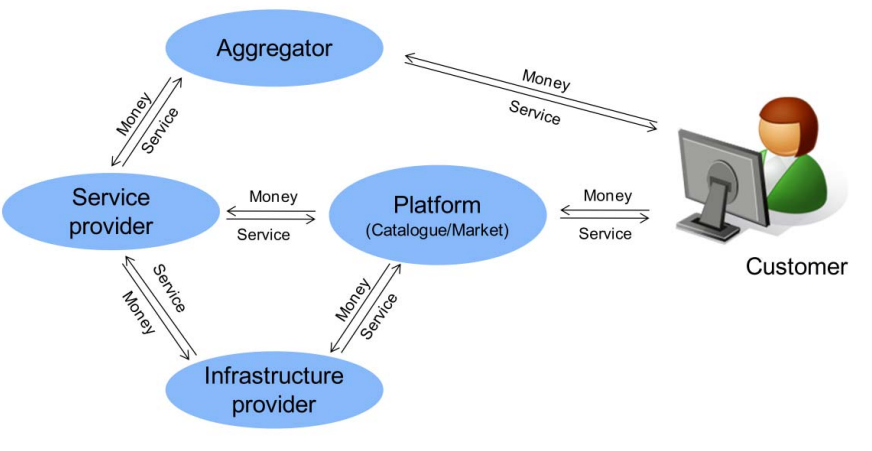 Aggregator
Money
Service
Money
Service
Service
provider
Money
Service
Platform
(Catalogue/Market)
Money
Service
Customer
Service
Money
Money
Service
Infrastructure
provider